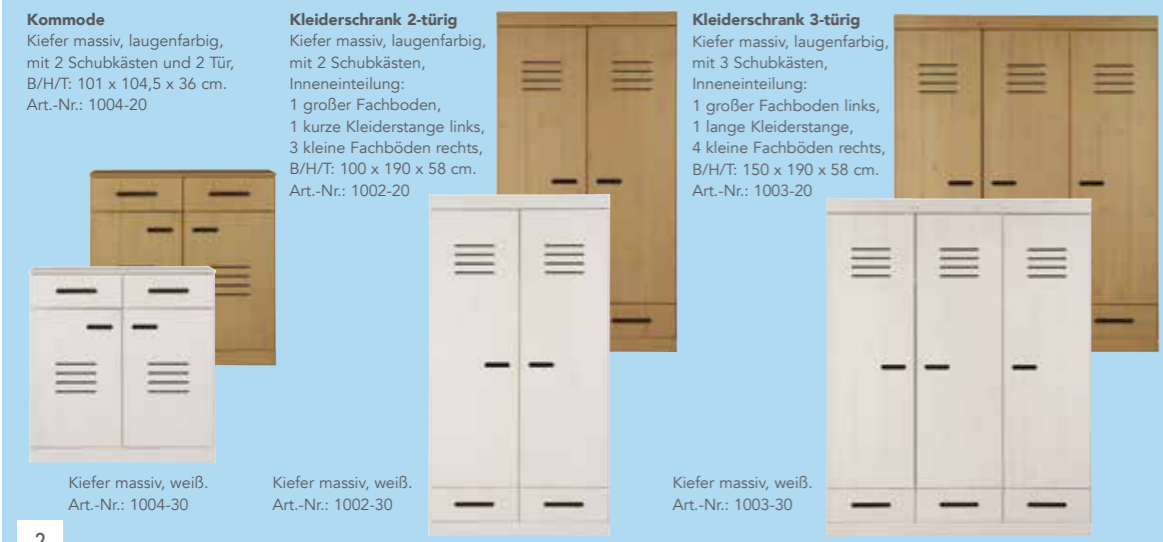 Kommode
Kiefer massiv, laugenfarbig,
mit 2 Schubkästen und 2 Tür,
B/H/T: 101 x 104,5 x 36 cm.
Art.-Nr.: 1004-20
Kleiderschrank 2-türig
Kiefer massiv, laugenfarbig,
mit 2 Schubkästen,
Inneneinteilung:
1 großer Fachboden,
1 kurze Kleiderstange links,
3 kleine Fachböden rechts,
B/H/T: 100 x 190 x 58 cm.
Art.-Nr.: 1002-20
Kleiderschrank 3-türig
Kiefer massiv, laugenfarbig,
mit 3 Schubkästen,
Inneneinteilung:
1 großer Fachboden links,
1 lange Kleiderstange,
4 kleine Fachböden rechts,
B/H/T: 150 x 190 x 58 cm.
Art.-Nr.: 1003-20
Kiefer massiv, weiß.
Art.-Nr.: 1004-30
Kiefer massiv, weiß.
Art.-Nr.: 1002-30
Kiefer massiv, weiß.
Art.-Nr.: 1003-30
2